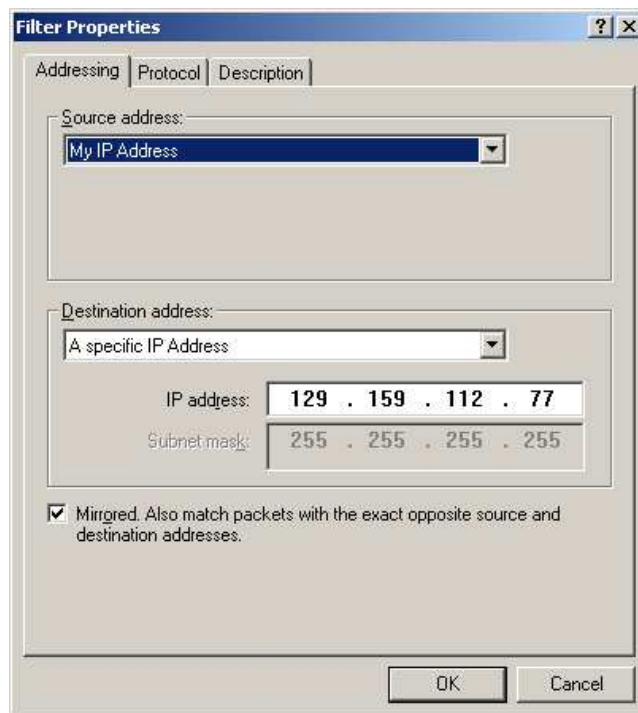 Filter Properties
Addressing Protocol Description
Source address:
My IP Address
Destination address:
A specific IP Address
IP address: 129 . 159 . 112 . 77
Subnet mask: 255 . 255 . 255 . 255
Mirrored. Also match packets with the exact opposite source and
destination addresses.
OK Cancel